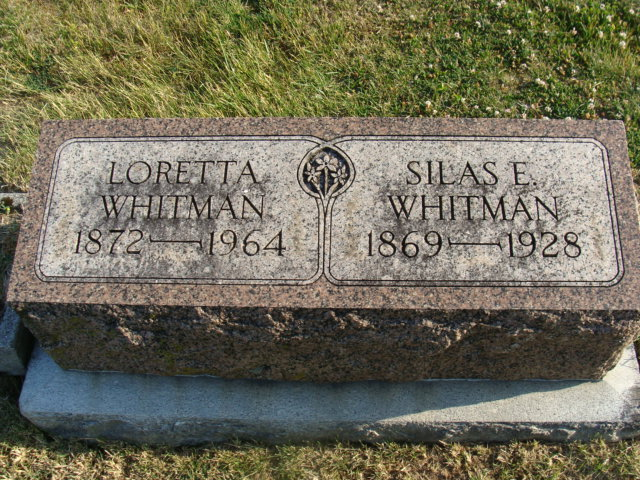 LORETTA
WHITMAN
1872—1964
SILAS E.
WHITMAN
1869—1928